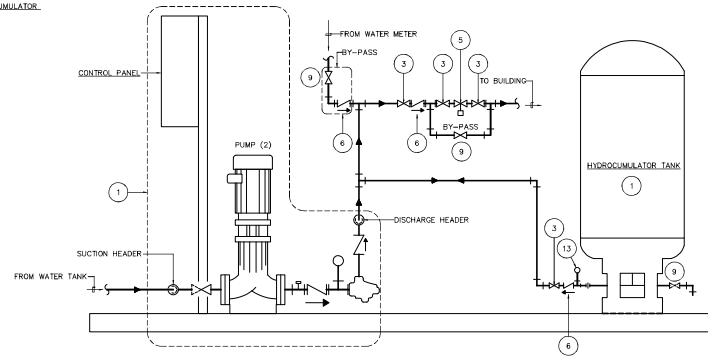 UMULATOR
FROM WATER METER
BY-PASS
5
9
3
3
3
TO BUILDING
CONTROL PANEL
BY-PASS
6
6
9
PUMP (2)
HYDROCUMULATOR TANK
1
1
DISCHARGE HEADER
SUCTION HEADER
3
13
9
FROM WATER TANK
6